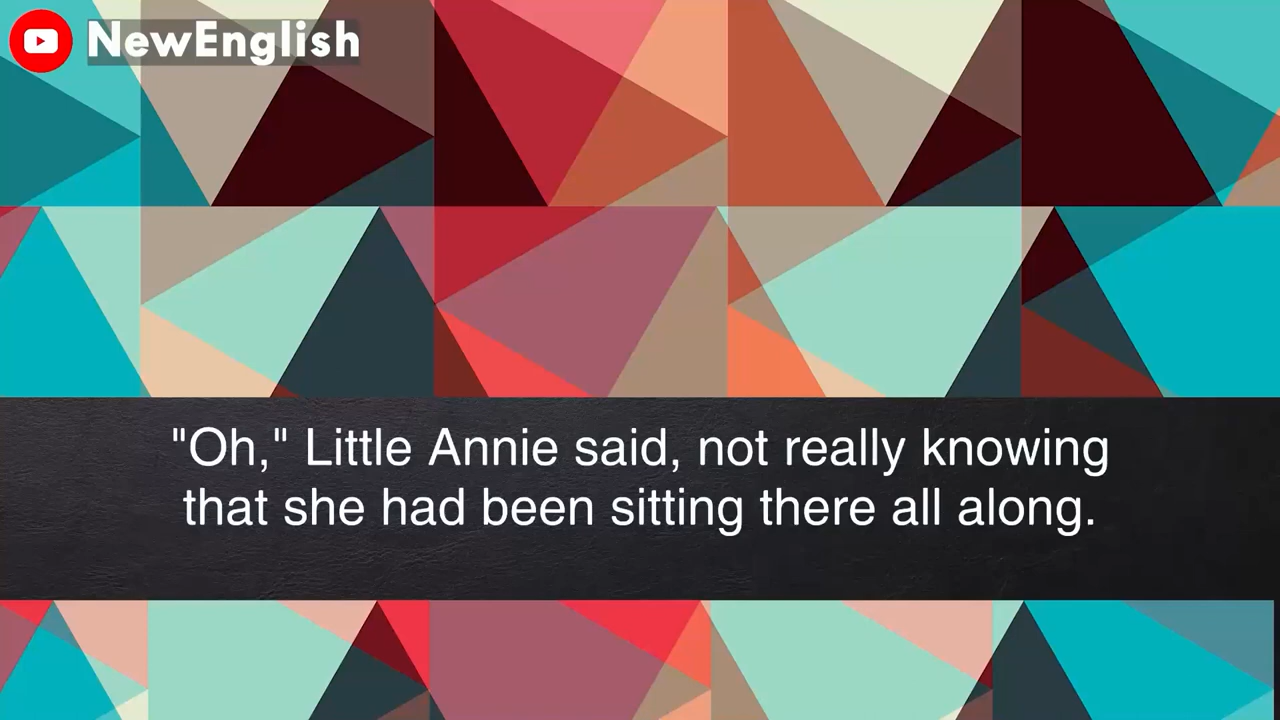 NewEnglish
"Oh," Little Annie said, not really knowing
that she had been sitting there all along.